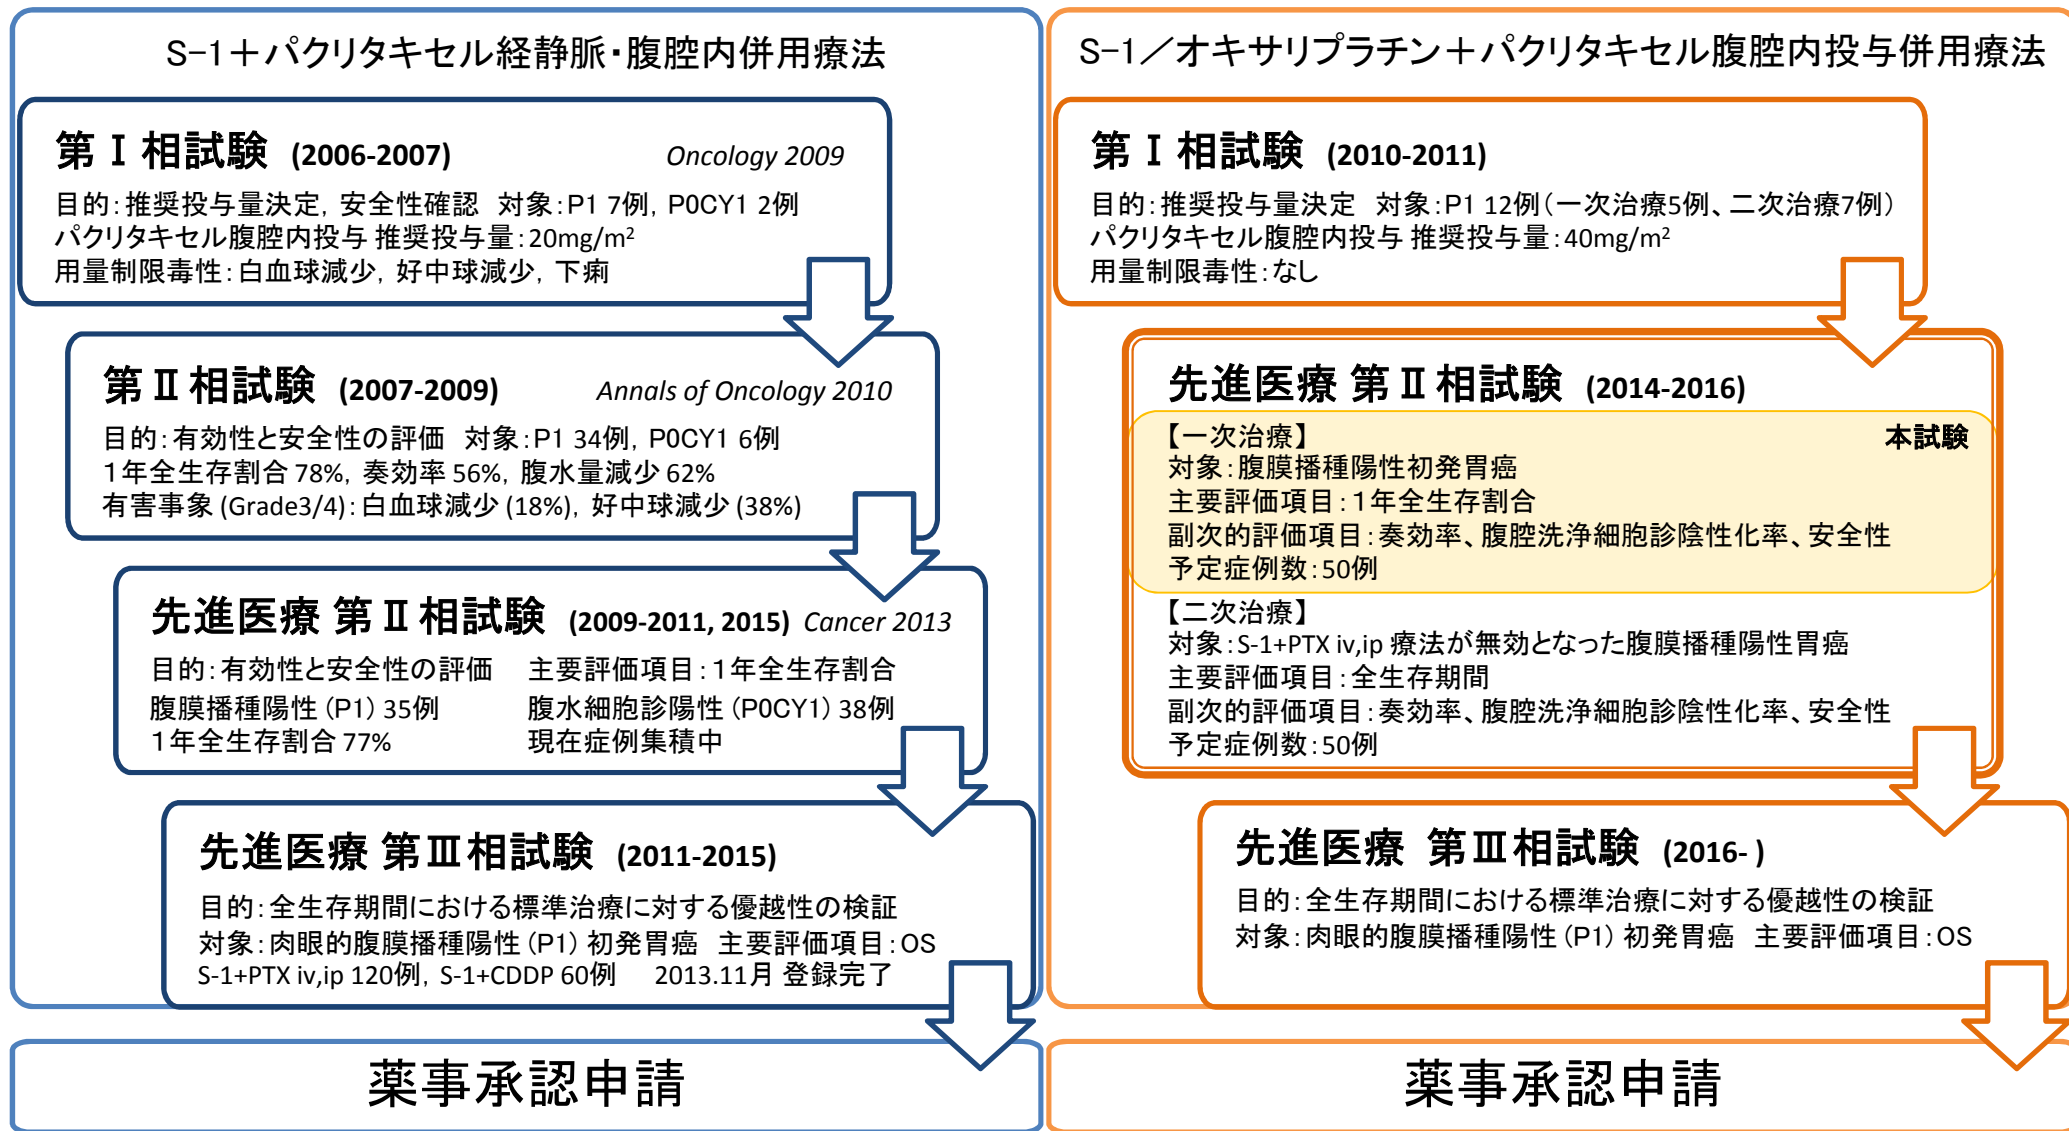 S-1＋パクリタキセル経静脈・腹腔内併用療法
第Ⅰ相試験 (2006-2007) Oncology 2009
目的：推奨投与量決定，安全性確認 対象：P1 7例，P0CY1 2例
パクリタキセル腹腔内投与 推奨投与量：20mg/m²
用量制限毒性：白血球減少，好中球減少，下痢
第Ⅱ相試験 (2007-2009) Annals of Oncology 2010
目的：有効性と安全性の評価 対象：P1 34例，P0CY1 6例
１年全生存割合 78%，奏効率 56%，腹水量減少 62%
有害事象 (Grade3/4)：白血球減少 (18%)，好中球減少 (38%)
先進医療 第Ⅱ相試験 (2009-2011, 2015) Cancer 2013
目的：有効性と安全性の評価 主要評価項目：１年全生存割合
腹膜播種陽性 (P1) 35例 腹水細胞診陽性 (P0CY1) 38例
１年全生存割合 77% 現在症例集積中
先進医療 第Ⅲ相試験 (2011-2015)
目的：全生存期間における標準治療に対する優越性の検証
対象：肉眼的腹膜播種陽性 (P1) 初発胃癌 主要評価項目：OS
S-1+PTX iv,ip 120例，S-1+CDDP 60例 2013.11月 登録完了
薬事承認申請
S-1／オキサリプラチン＋パクリタキセル腹腔内投与併用療法
第Ⅰ相試験 (2010-2011)
目的：推奨投与量決定 対象：P1 12例（一次治療5例、二次治療7例）
パクリタキセル腹腔内投与 推奨投与量：40mg/m²
用量制限毒性：なし
先進医療 第Ⅱ相試験 (2014-2016)
【一次治療】 本試験
対象：腹膜播種陽性初発胃癌
主要評価項目：１年全生存割合
副次的評価項目：奏効率、腹腔洗浄細胞診陰性化率、安全性
予定症例数：50例
【二次治療】
対象：S-1+PTX iv,ip 療法が無効となった腹膜播種陽性胃癌
主要評価項目：全生存期間
副次的評価項目：奏効率、腹腔洗浄細胞診陰性化率、安全性
予定症例数：50例
先進医療 第Ⅲ相試験 (2016- )
目的：全生存期間における標準治療に対する優越性の検証
対象：肉眼的腹膜播種陽性 (P1) 初発胃癌 主要評価項目：OS
薬事承認申請